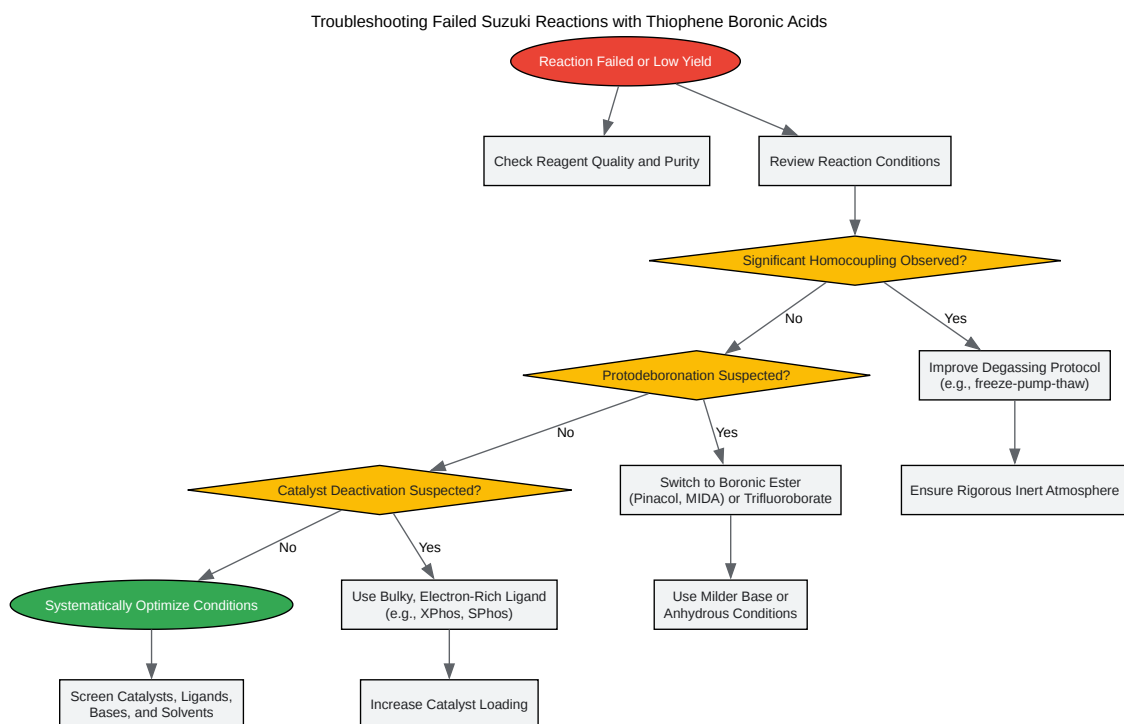 Troubleshooting Failed Suzuki Reactions with Thiophene Boronic Acids
Reaction Failed or Low Yield
Check Reagent Quality and Purity
Review Reaction Conditions
Significant Homocoupling Observed?
No
Yes
Protodeboronation Suspected?
Improve Degassing Protocol
(e.g., freeze-pump-thaw)
No
Yes
Catalyst Deactivation Suspected?
Switch to Boronic Ester
(Pinacol, MIDA) or Trifluoroborate
Ensure Rigorous Inert Atmosphere
No
Yes
Systematically Optimize Conditions
Use Bulky, Electron-Rich Ligand
(e.g., XPhos, SPhos)
Use Milder Base or
Anhydrous Conditions
Screen Catalysts, Ligands,
Bases, and Solvents
Increase Catalyst Loading